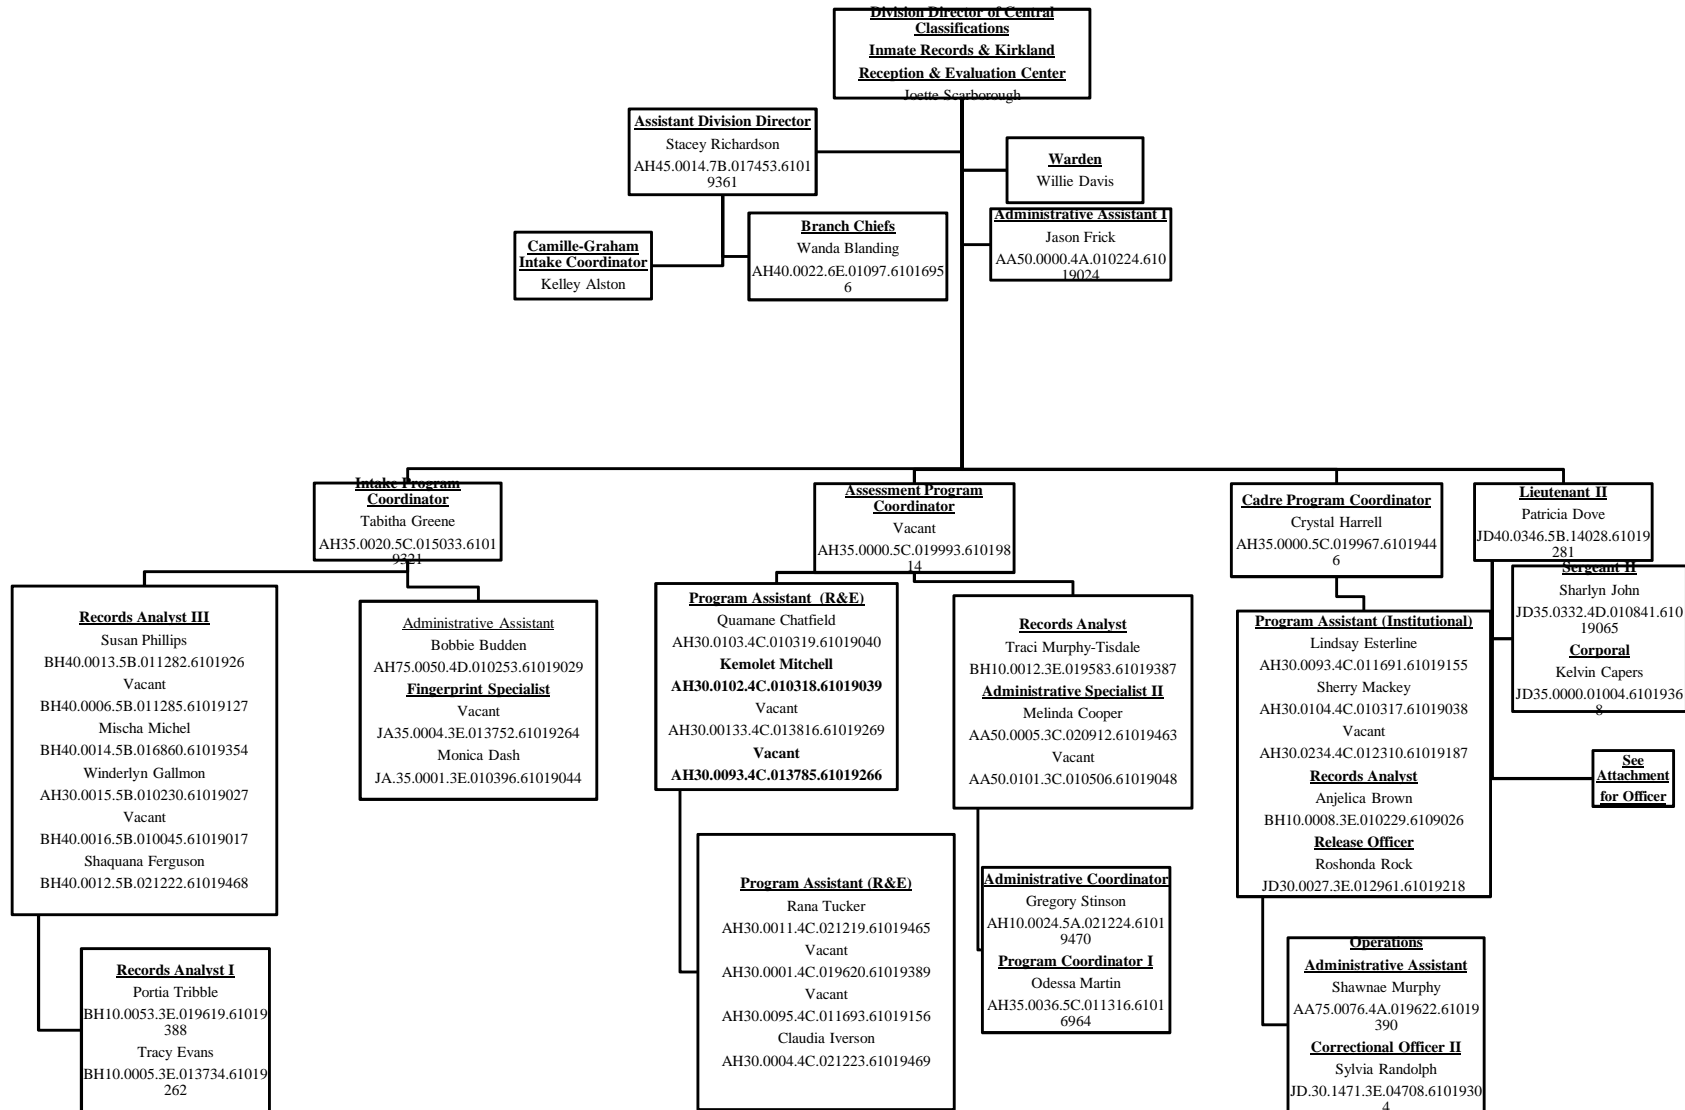 Division Director of Central
Classifications
Inmate Records & Kirkland
Reception & Evaluation Center
Joette Scarborough
Assistant Division Director
Stacey Richardson
AH45.0014.7B.017453.6101
9361
Warden
Willie Davis
Administrative Assistant I
Jason Frick
AA50.0000.4A.010224.610
19024
Branch Chiefs
Wanda Blanding
AH40.0022.6E.01097.6101695
6
Camille-Graham
Intake Coordinator
Kelley Alston
Intake Program
Coordinator
Tabitha Greene
AH35.0020.5C.015033.6101
9321
Assessment Program
Coordinator
Vacant
AH35.0000.5C.019993.610198
14
Cadre Program Coordinator
Crystal Harrell
AH35.0000.5C.019967.6101944
6
Lieutenant II
Patricia Dove
JD40.0346.5B.14028.61019
281
Sergeant II
Sharlyn John
JD35.0332.4D.010841.610
19065
Corporal
Kelvin Capers
JD35.0000.01004.6101936
8
See
Attachment
for Officer
Records Analyst III
Susan Phillips
BH40.0013.5B.011282.6101926
Vacant
BH40.0006.5B.011285.61019127
Mischa Michel
BH40.0014.5B.016860.61019354
Winderlyn Gallmon
AH30.0015.5B.010230.61019027
Vacant
BH40.0016.5B.010045.61019017
Shaquana Ferguson
BH40.0012.5B.021222.61019468
Administrative Assistant
Bobbie Budden
AH75.0050.4D.010253.61019029
Fingerprint Specialist
Vacant
JA35.0004.3E.013752.61019264
Monica Dash
JA.35.0001.3E.010396.61019044
Program Assistant (R&E)
Quamane Chatfield
AH30.0103.4C.010319.61019040
Kemolet Mitchell
AH30.0102.4C.010318.61019039
Vacant
AH30.00133.4C.013816.61019269
Vacant
AH30.0093.4C.013785.61019266
Records Analyst
Traci Murphy-Tisdale
BH10.0012.3E.019583.61019387
Administrative Specialist II
Melinda Cooper
AA50.0005.3C.020912.61019463
Vacant
AA50.0101.3C.010506.61019048
Program Assistant (Institutional)
Lindsay Esterline
AH30.0093.4C.011691.61019155
Sherry Mackey
AH30.0104.4C.010317.61019038
Vacant
AH30.0234.4C.012310.61019187
Records Analyst
Anjelica Brown
BH10.0008.3E.010229.6109026
Release Officer
Roshonda Rock
JD30.0027.3E.012961.61019218
Records Analyst I
Portia Tribble
BH10.0053.3E.019619.61019
388
Tracy Evans
BH10.0005.3E.013734.61019
262
Program Assistant (R&E)
Rana Tucker
AH30.0011.4C.021219.61019465
Vacant
AH30.0001.4C.019620.61019389
Vacant
AH30.0095.4C.011693.61019156
Claudia Iverson
AH30.0004.4C.021223.61019469
Administrative Coordinator
Gregory Stinson
AH10.0024.5A.021224.6101
9470
Program Coordinator I
Odessa Martin
AH35.0036.5C.011316.6101
6964
Operations
Administrative Assistant
Shawnae Murphy
AA75.0076.4A.019622.61019
390
Correctional Officer II
Sylvia Randolph
JD.30.1471.3E.04708.6101930
4